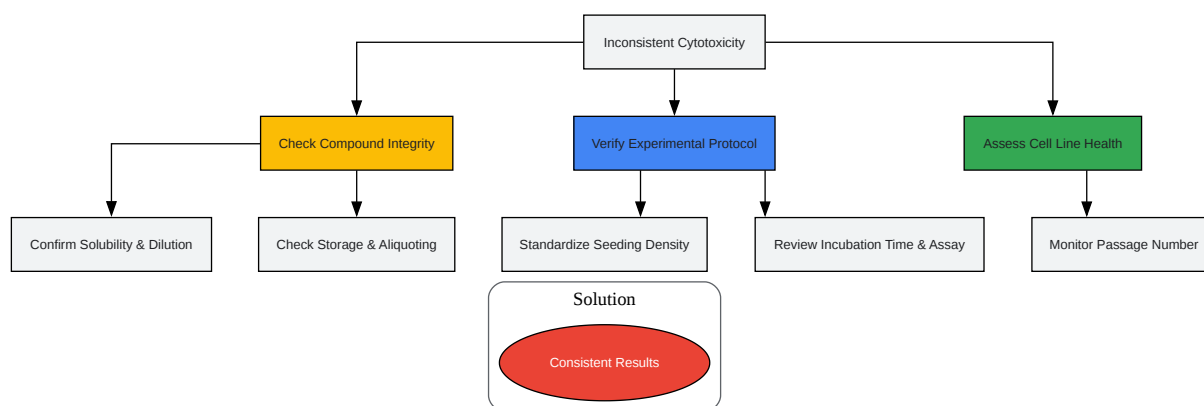 Inconsistent Cytotoxicity
Check Compound Integrity
Verify Experimental Protocol
Assess Cell Line Health
Confirm Solubility & Dilution
Check Storage & Aliquoting
Standardize Seeding Density
Review Incubation Time & Assay
Monitor Passage Number
Solution
Consistent Results